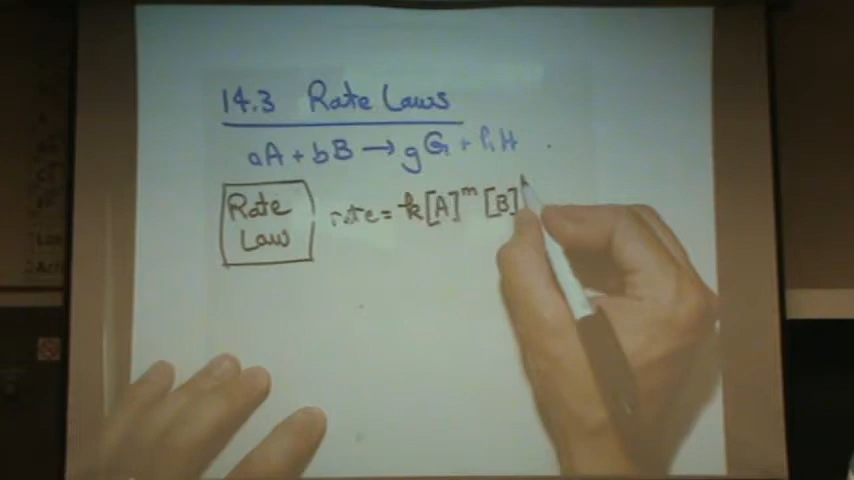 14.3 Rate Laws
aA + bB → gG + hH
Rate Law
rate = k[A]^m [B]